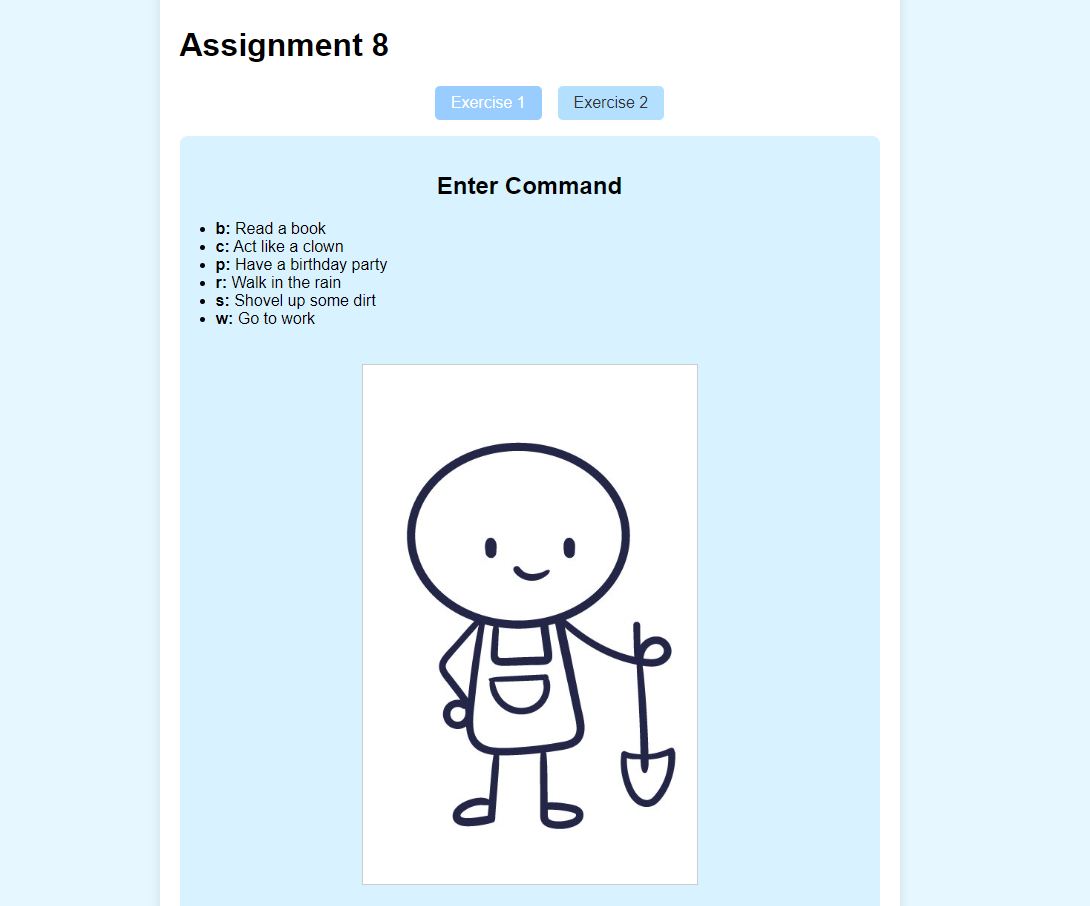 Assignment 8
Exercise 1 Exercise 2
Enter Command
b: Read a book
c: Act like a clown
p: Have a birthday party
r: Walk in the rain
s: Shovel up some dirt
w: Go to work